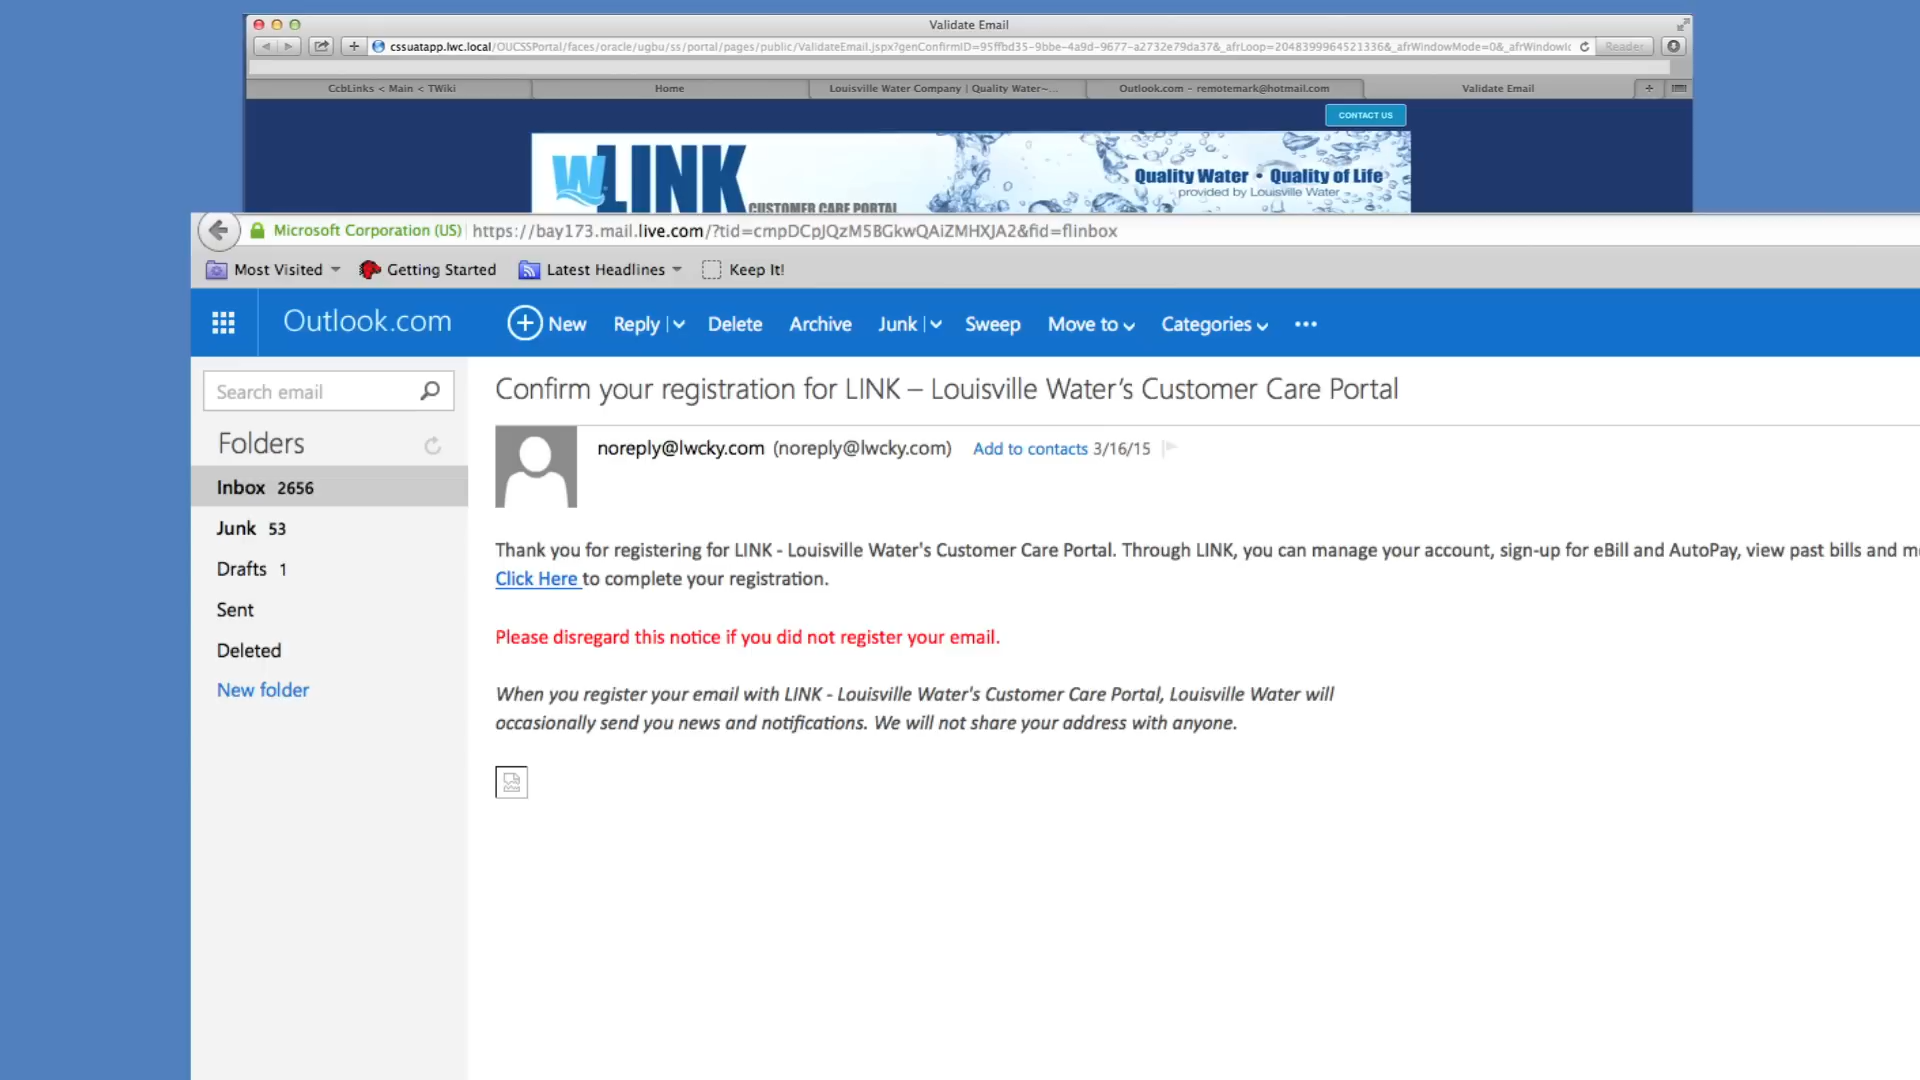 Validate Email
cssuatapp.lwc.local/OUCSSPortal/faces/oracle/ugbu/ss/portal/pages/public/ValidateEmail.jspx?genConfirmID=95ffbd35-9bbe-4a9d-9677-a2732e79da37&_afrLoop=2048399964521336&_afrWindowMode=0&_afrWindowIc
Reader
CcbLinks < Main < TWiki
Home
Louisville Water Company | Quality Water~...
Outlook.com – remotemark@hotmail.com
Validate Email
CONTACT US
W LINK
CUSTOMER CARE PORTAL
Quality Water • Quality of Life
provided by Louisville Water
Microsoft Corporation (US) https://bay173.mail.live.com/?tid=cmpDCpJQzM5BGkwQAiZMHXJA2&fid=flinbox
Most Visited Getting Started Latest Headlines Keep It!
Outlook.com New Reply Delete Archive Junk Sweep Move to Categories •••
Search email
Folders
Inbox 2656
Junk 53
Drafts 1
Sent
Deleted
New folder
Confirm your registration for LINK – Louisville Water's Customer Care Portal
noreply@lwcky.com (noreply@lwcky.com) Add to contacts 3/16/15
Thank you for registering for LINK - Louisville Water's Customer Care Portal. Through LINK, you can manage your account, sign-up for eBill and AutoPay, view past bills and m
Click Here to complete your registration.
Please disregard this notice if you did not register your email.
When you register your email with LINK - Louisville Water's Customer Care Portal, Louisville Water will
occasionally send you news and notifications. We will not share your address with anyone.